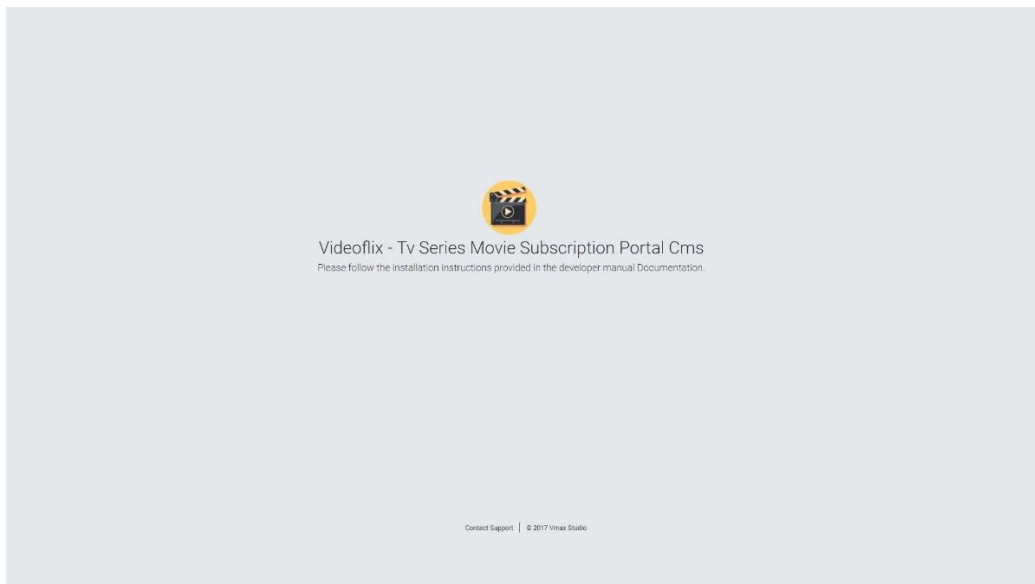 Videoflix - Tv Series Movie Subscription Portal Cms
Please follow the installation instructions provided in the developer manual Documentation.
Contact Support | © 2017 Vmax Studio